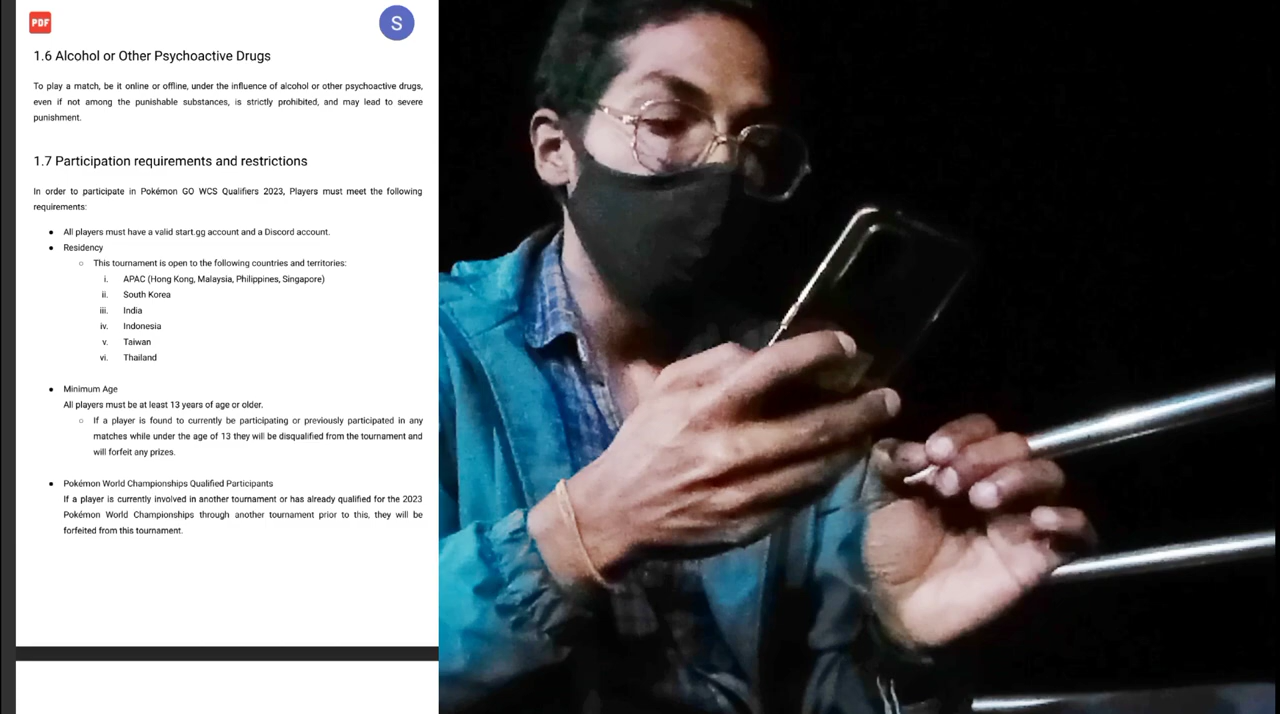 PDF
S
1.6 Alcohol or Other Psychoactive Drugs
To play a match, be it online or offline, under the influence of alcohol or other psychoactive drugs,
even if not among the punishable substances, is strictly prohibited, and may lead to severe
punishment.
1.7 Participation requirements and restrictions
In order to participate in Pokémon GO WCS Qualifiers 2023, Players must meet the following
requirements:
● All players must have a valid start.gg account and a Discord account.
● Residency
○ This tournament is open to the following countries and territories:
i. APAC (Hong Kong, Malaysia, Philippines, Singapore)
ii. South Korea
iii. India
iv. Indonesia
v. Taiwan
vi. Thailand
● Minimum Age
All players must be at least 13 years of age or older.
○ If a player is found to currently be participating or previously participated in any
matches while under the age of 13 they will be disqualified from the tournament and
will forfeit any prizes.
● Pokémon World Championships Qualified Participants
If a player is currently involved in another tournament or has already qualified for the 2023
Pokémon World Championships through another tournament prior to this, they will be
forfeited from this tournament.